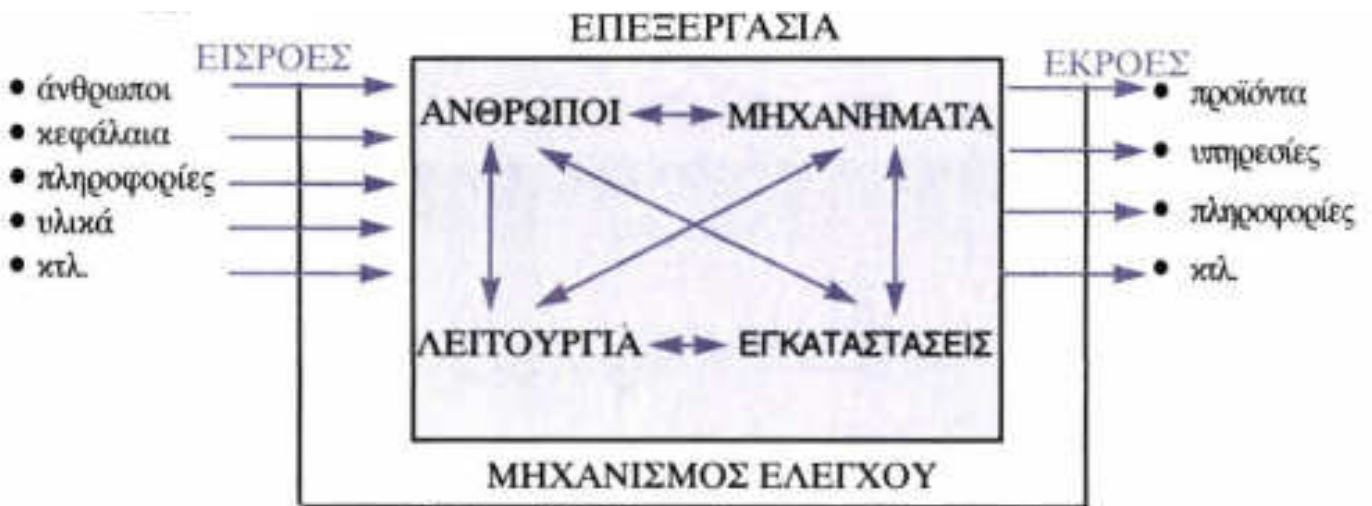 ΕΠΕΞΕΡΓΑΣΙΑ
ΕΙΣΡΟΕΣ
• άνθρωποι
• κεφάλαια
• πληροφορίες
• υλικά
• κτλ.
ΑΝΘΡΩΠΟΙ
ΜΗΧΑΝΗΜΑΤΑ
ΛΕΙΤΟΥΡΓΙΑ
ΕΓΚΑΤΑΣΤΑΣΕΙΣ
ΜΗΧΑΝΙΣΜΟΣ ΕΛΕΓΧΟΥ
ΕΚΡΟΕΣ
• προϊόντα
• υπηρεσίες
• πληροφορίες
• κτλ.